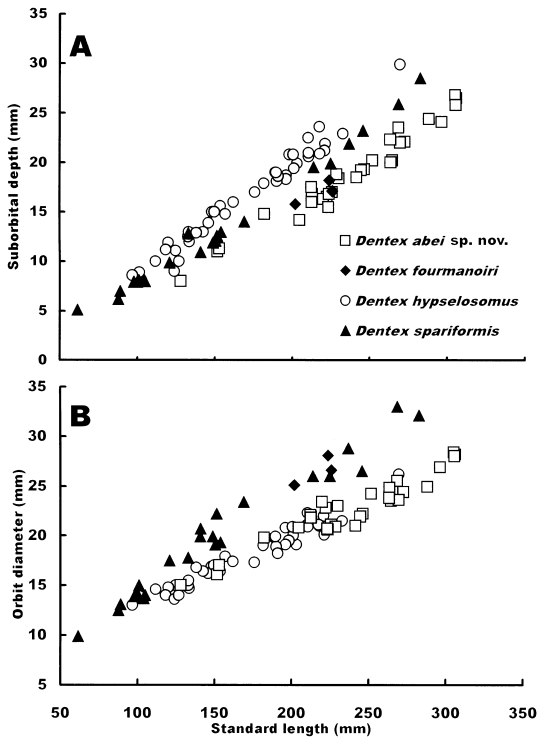 35
A
30
25
20
15
10
5
0
Suborbital depth (mm)
Dentex abei sp. nov.
Dentex fourmanoiri
Dentex hypselosomus
Dentex spariformis
35
B
30
25
20
15
10
5
Orbit diameter (mm)
50 100 150 200 250 300 350
Standard length (mm)